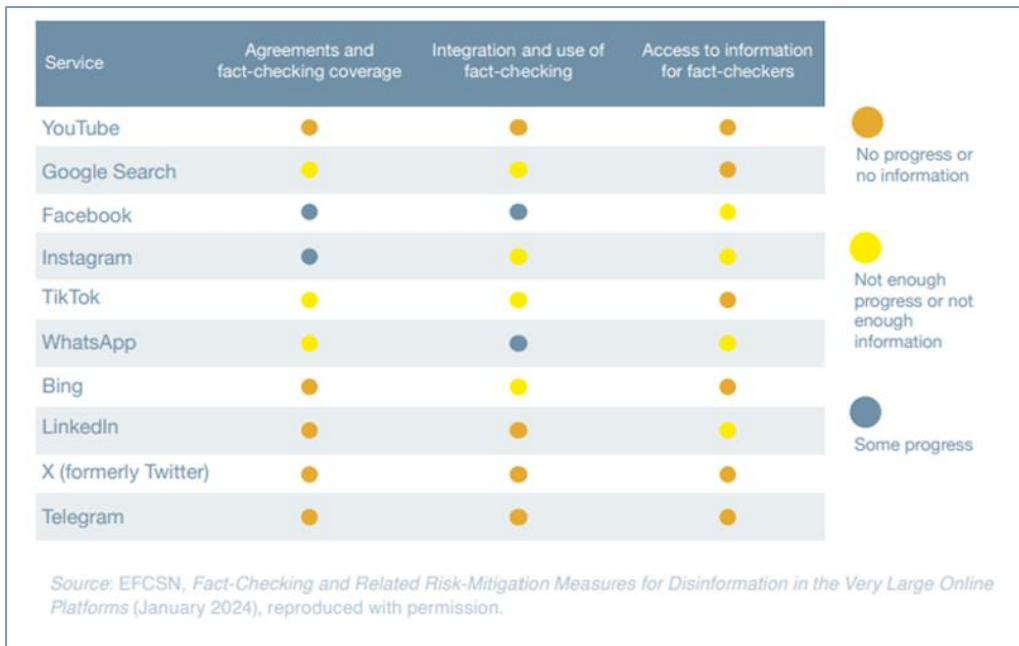 Service
Agreements and
fact-checking coverage
Integration and use of
fact-checking
Access to information
for fact-checkers
YouTube
Google Search
Facebook
Instagram
TikTok
WhatsApp
Bing
LinkedIn
X (formerly Twitter)
Telegram
No progress or
no information
Not enough
progress or not
enough
information
Some progress
Source: EFCSN, Fact-Checking and Related Risk-Mitigation Measures for Disinformation in the Very Large Online
Platforms (January 2024), reproduced with permission.